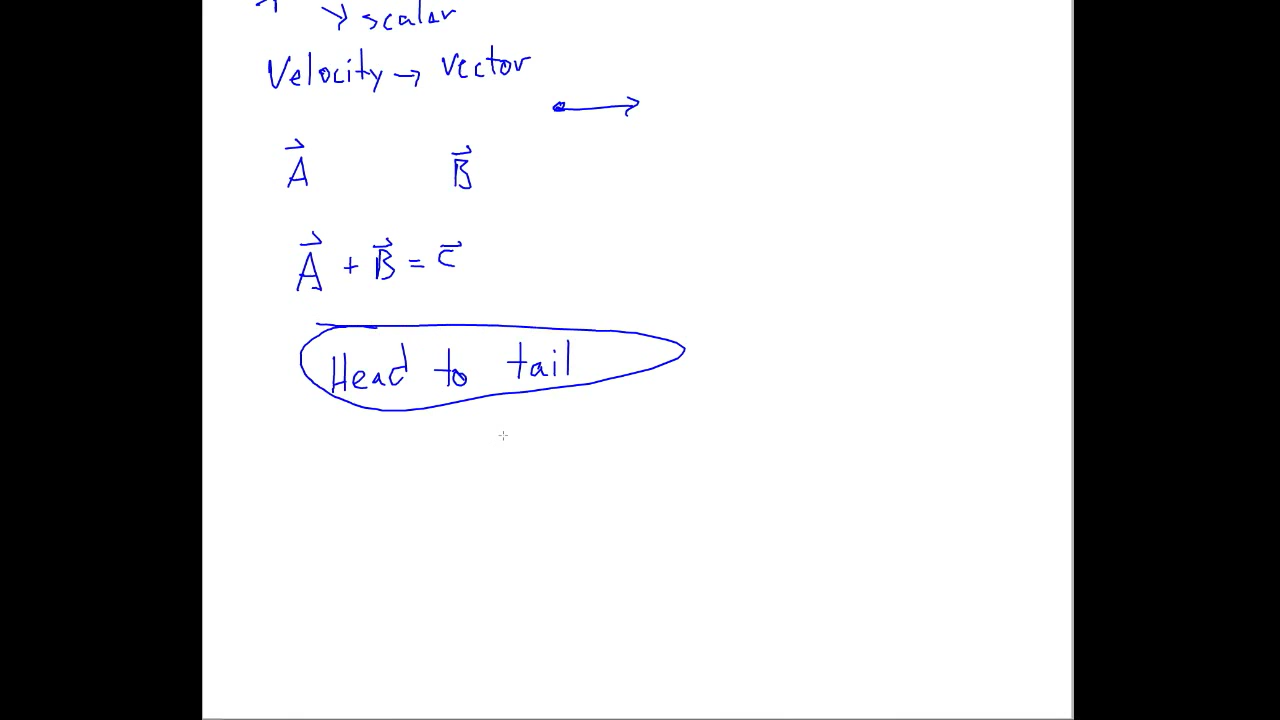 → scalar
Velocity → vector
A⃗ B⃗
A⃗ + B⃗ = C⃗
Head to tail